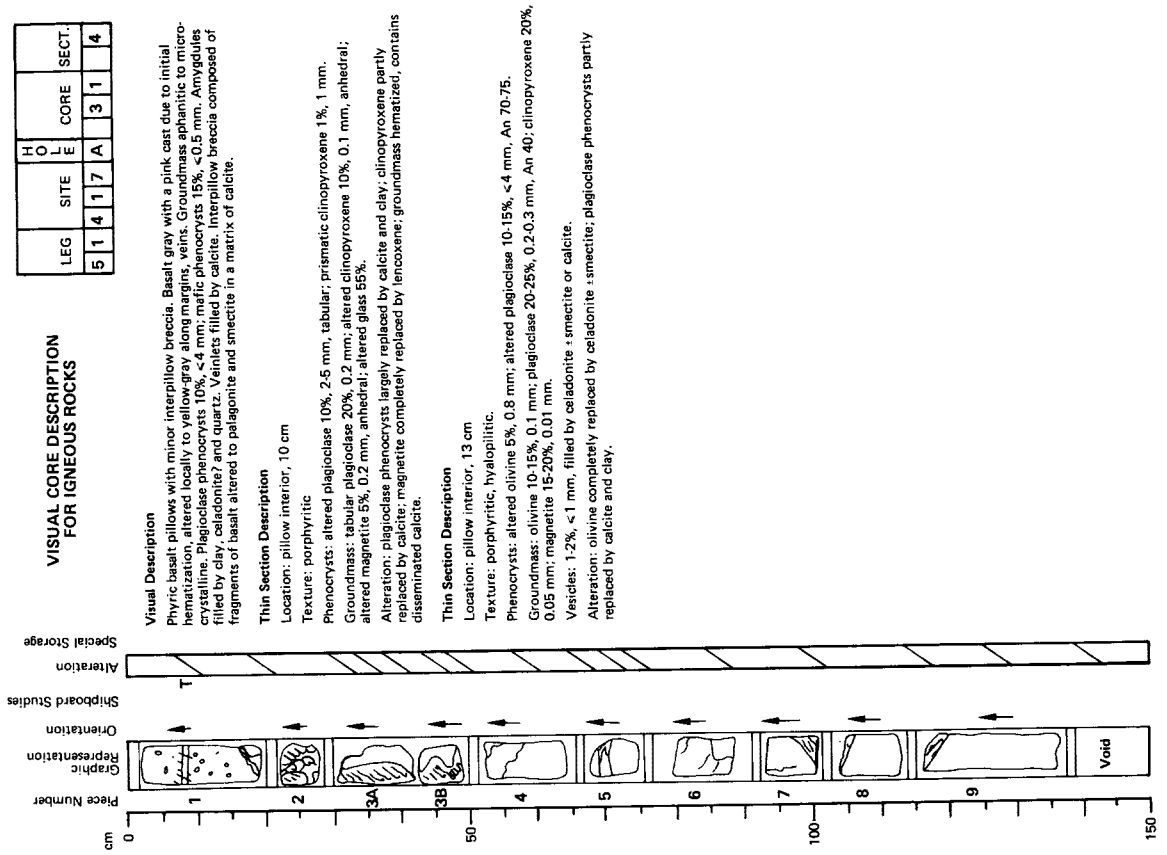 VISUAL CORE DESCRIPTION
FOR IGNEOUS ROCKS
LEG
SITE
HOLE
CORE
SECT.
5 1 4 1 7 A 3 1 4
cm
Piece Number
Graphic
Representation
Orientation
Shipboard Studies
Alteration
Special Storage
0
50
100
150
1
2
3A
3B
4
5
6
7
8
9
Void
T
Visual Description
Phyric basalt pillows with minor interpillow breccia. Basalt gray with a pink cast due to initial
hematization, altered locally to yellow-gray along margins, veins. Groundmass aphanitic to micro-
crystalline. Plagioclase phenocrysts 10%, <4 mm; mafic phenocrysts 15%, <0.5 mm. Amygdules
filled by clay, celadonite? and quartz. Veinlets filled by calcite. Interpillow breccia composed of
fragments of basalt altered to palagonite and smectite in a matrix of calcite.
Thin Section Description
Location: pillow interior, 10 cm
Texture: porphyritic
Phenocrysts: altered plagioclase 10%, 2-5 mm, tabular; prismatic clinopyroxene 1%, 1 mm.
Groundmass: tabular plagioclase 20%, 0.2 mm; altered clinopyroxene 10%, 0.1 mm, anhedral;
altered magnetite 5%, 0.2 mm, anhedral; altered glass 55%.
Alteration: plagioclase phenocrysts largely replaced by calcite and clay; clinopyroxene partly
replaced by calcite; magnetite completely replaced by lencoxene; groundmass hematized, contains
disseminated calcite.
Thin Section Description
Location: pillow interior, 13 cm
Texture: porphyritic, hyalopilitic.
Phenocrysts: altered olivine 5%, 0.8 mm; altered plagioclase 10-15%, <4 mm, An 70-75.
Groundmass: olivine 10-15%, 0.1 mm; plagioclase 20-25%, 0.2-0.3 mm, An 40; clinopyroxene 20%,
0.05 mm; magnetite 15-20%, 0.01 mm.
Vesicles: 1-2%, <1 mm, filled by celadonite ± smectite or calcite.
Alteration: olivine completely replaced by celadonite ± smectite; plagioclase phenocrysts partly
replaced by calcite and clay.